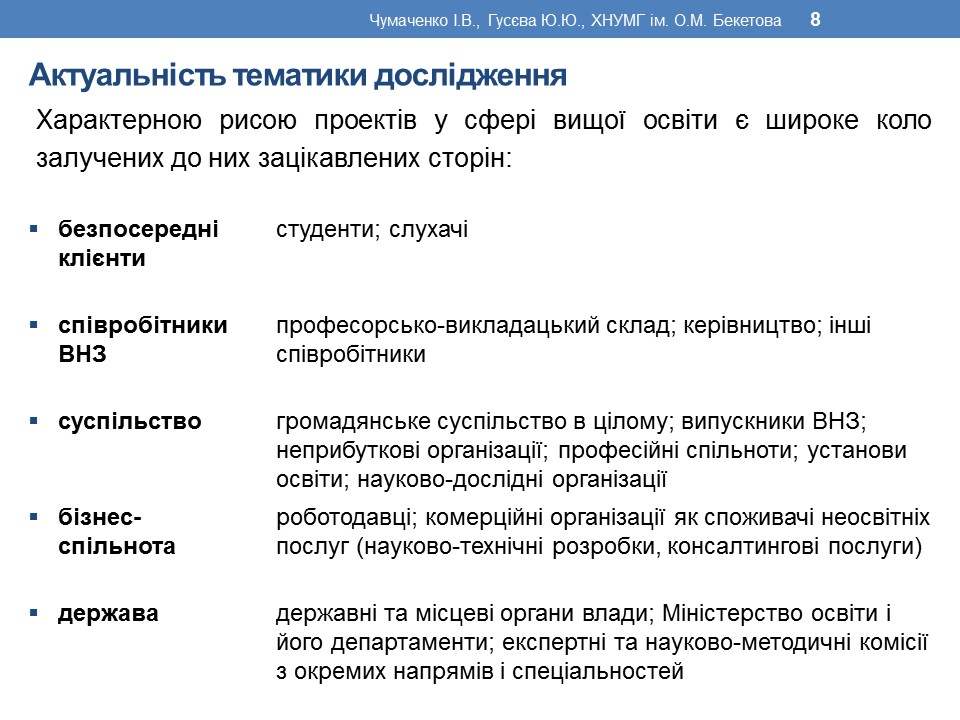 Чумаченко І.В., Гусєва Ю.Ю., ХНУМГ ім. О.М. Бекетова 8
Актуальність тематики дослідження
Характерною рисою проектів у сфері вищої освіти є широке коло
залучених до них зацікавлених сторін:
▪ безпосередні студенти; слухачі
клієнти
▪ співробітники професорсько-викладацький склад; керівництво; інші
ВНЗ співробітники
▪ суспільство громадянське суспільство в цілому; випускники ВНЗ;
неприбуткові організації; професійні спільноти; установи
освіти; науково-дослідні організації
▪ бізнес- роботодавці; комерційні організації як споживачі неосвітніх
спільнота послуг (науково-технічні розробки, консалтингові послуги)
▪ держава державні та місцеві органи влади; Міністерство освіти і
його департаменти; експертні та науково-методичні комісії
з окремих напрямів і спеціальностей